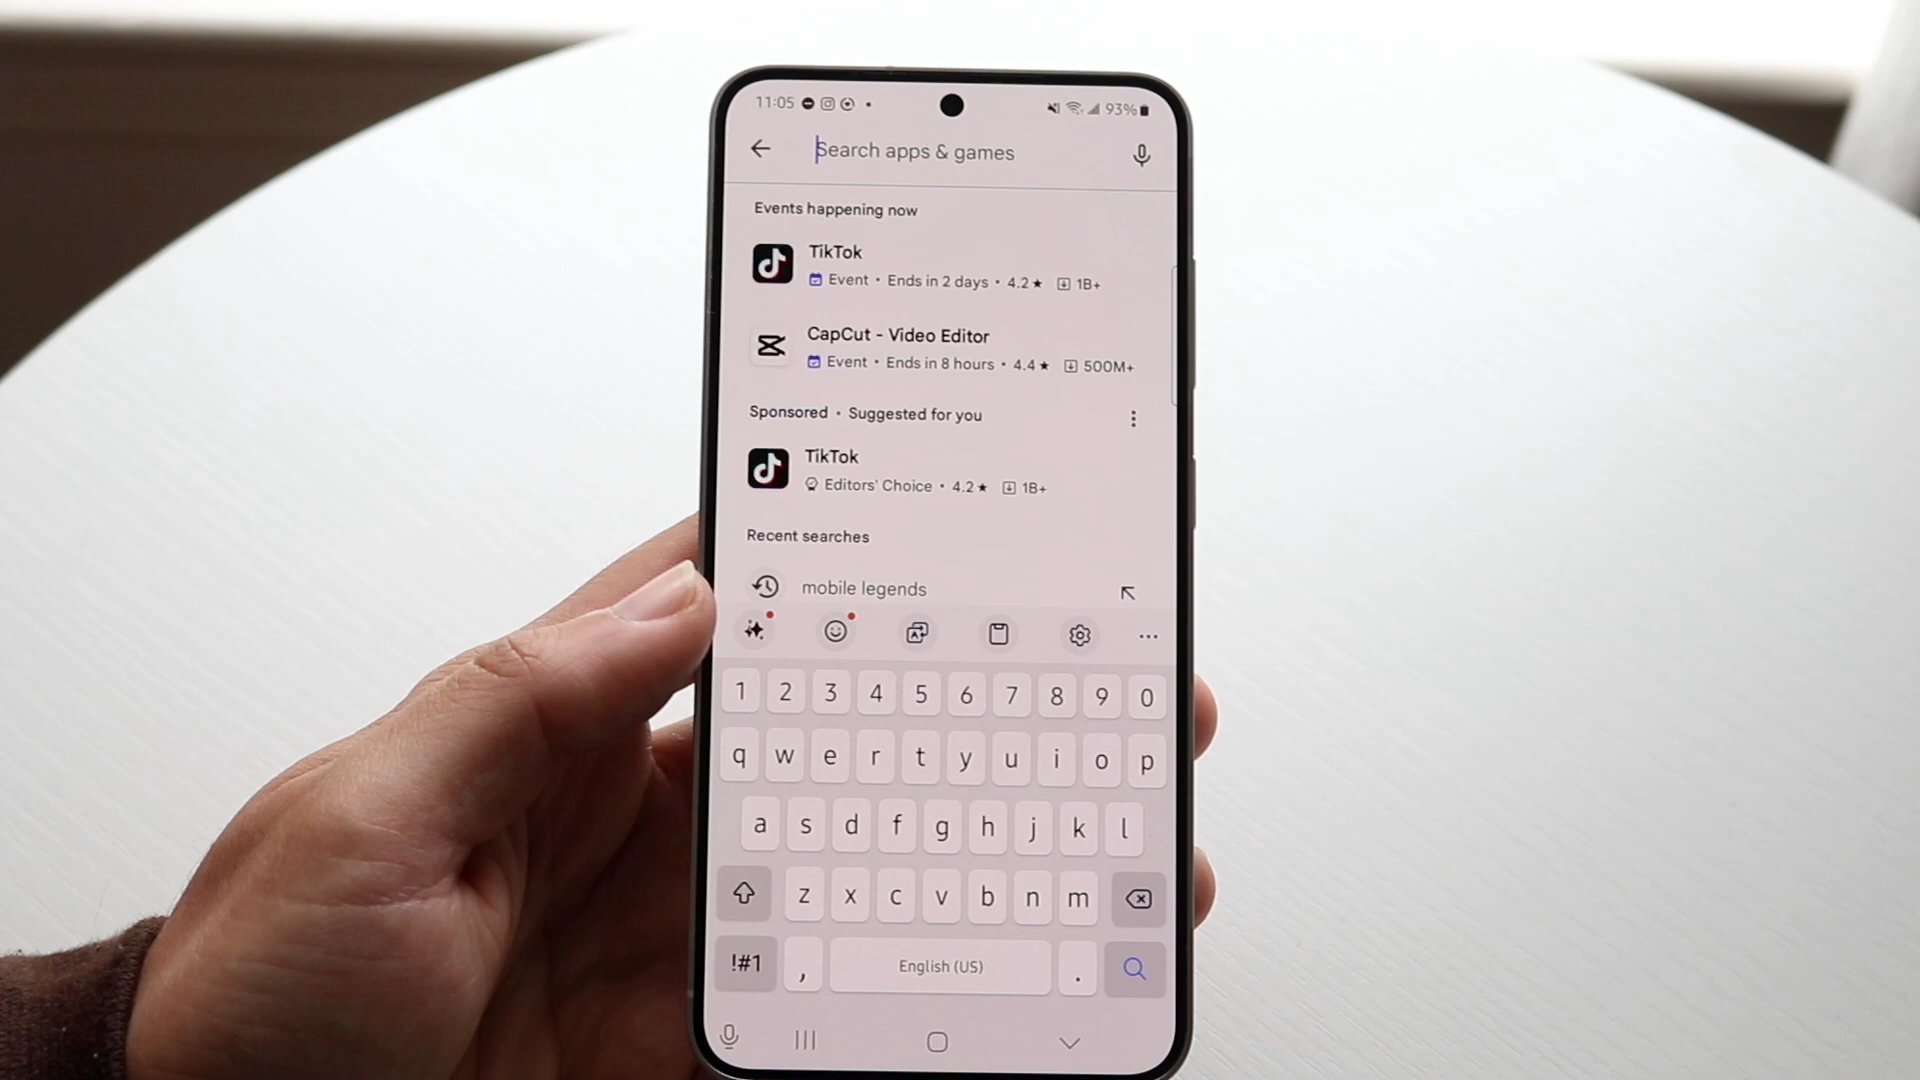 11:05 93%
Search apps & games
Events happening now
TikTok
Event • Ends in 2 days • 4.2★ 1B+
CapCut - Video Editor
Event • Ends in 8 hours • 4.4★ 500M+
Sponsored • Suggested for you
TikTok
Editors' Choice • 4.2★ 1B+
Recent searches
mobile legends
1 2 3 4 5 6 7 8 9 0
q w e r t y u i o p
a s d f g h j k l
z x c v b n m
!#1 , English (US) .